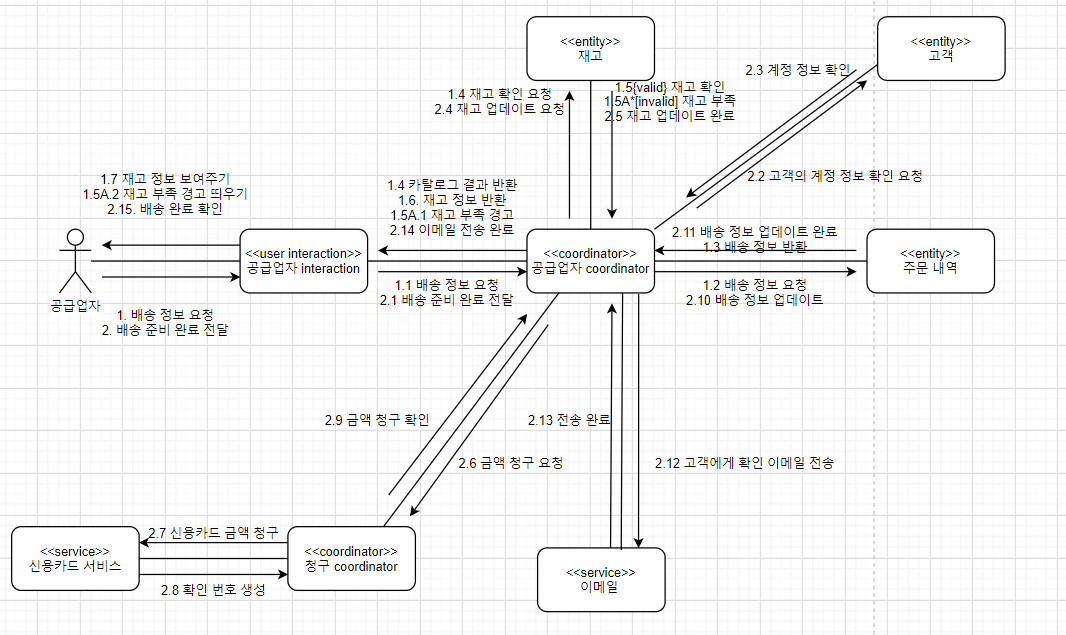 <<entity>>
재고
<<entity>>
고객
2.3 계정 정보 확인
1.4 재고 확인 요청
2.4 재고 업데이트 요청
1.5{valid} 재고 확인
1.5A*[invalid] 재고 부족
2.5 재고 업데이트 완료
2.2 고객의 계정 정보 확인 요청
1.7 재고 정보 보여주기
1.5A.2 재고 부족 경고 띄우기
2.15. 배송 완료 확인
1.4 카탈로그 결과 반환
1.6. 재고 정보 반환
1.5A.1 재고 부족 경고
2.14 이메일 전송 완료
2.11 배송 정보 업데이트 완료
1.3 배송 정보 반환
공급업자
<<user interaction>>
공급업자 interaction
<<coordinator>>
공급업자 coordinator
<<entity>>
주문 내역
1. 배송 정보 요청
2. 배송 준비 완료 전달
1.1 배송 정보 요청
2.1 배송 준비 완료 전달
1.2 배송 정보 요청
2.10 배송 정보 업데이트
2.9 금액 청구 확인
2.13 전송 완료
2.6 금액 청구 요청
2.12 고객에게 확인 이메일 전송
2.7 신용카드 금액 청구
<<service>>
신용카드 서비스
<<coordinator>>
청구 coordinator
2.8 확인 번호 생성
<<service>>
이메일